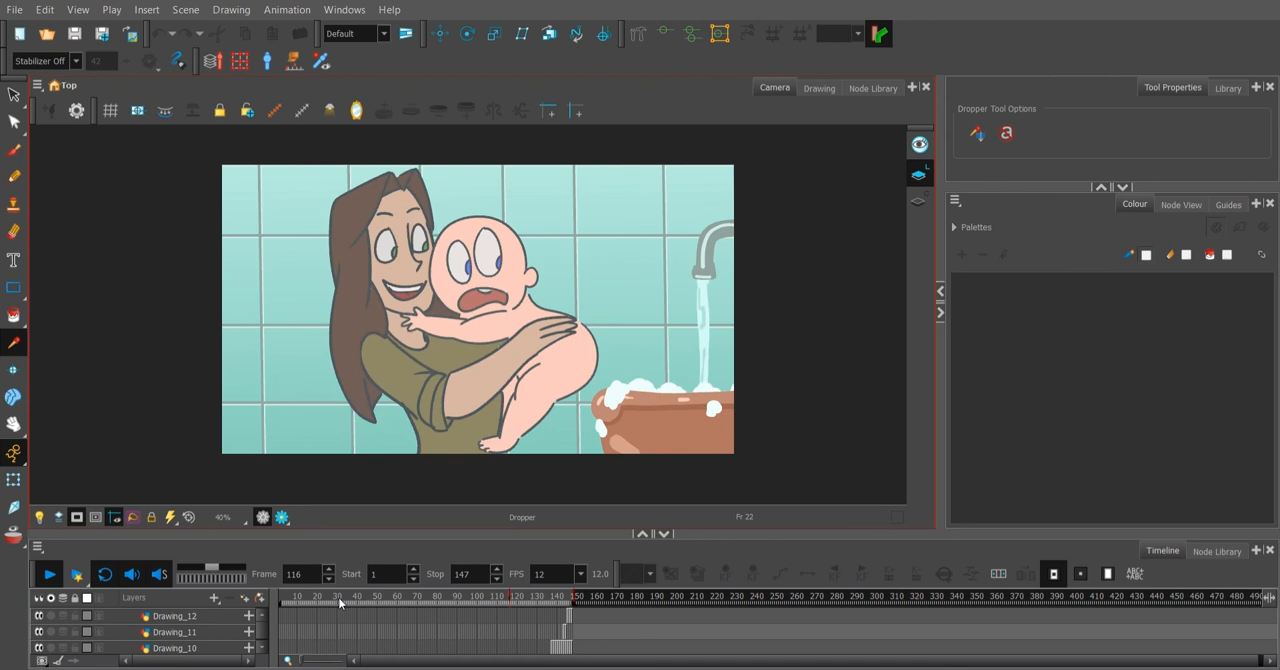 File Edit View Play Insert Scene Drawing Animation Windows Help
Default
Stabilizer Off 42
Top Camera Drawing Node Library
Tool Properties Library
Dropper Tool Options
a
Colour Node View Guides
Palettes
40% Dropper Fr 22
Timeline Node Library
Frame 116 Start 1 Stop 147 FPS 12 12.0
Layers 10 20 30 40 50 60 70 80 90 100 110 120 130 140 150 160 170 180 190 200 210 220 230 240 250 260 270 280 290 300 310 320 330 340 350 360 370 380 390 400 410 420 430 440 450 460 470 480
Drawing_12
Drawing_11
Drawing_10